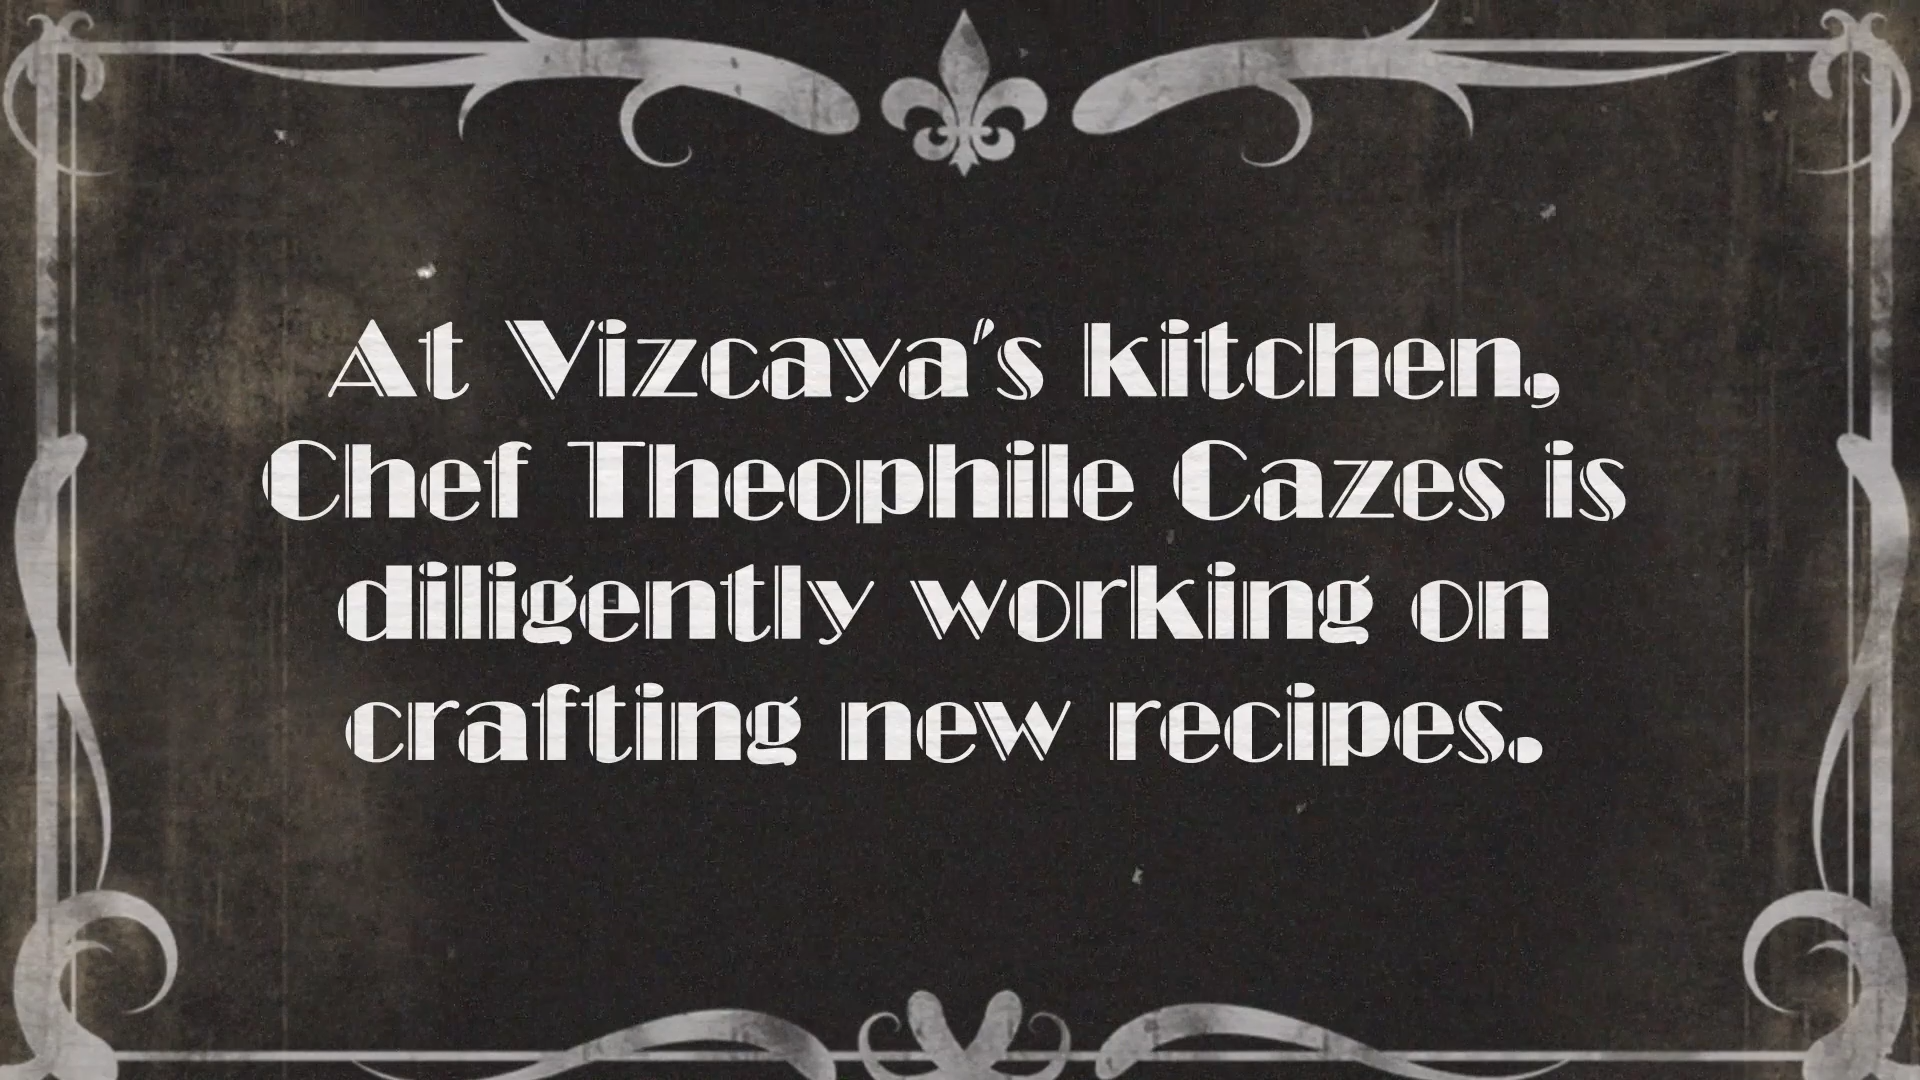 At Vizcaya's kitchen,
Chef Theophile Cazes is
diligently working on
crafting new recipes.